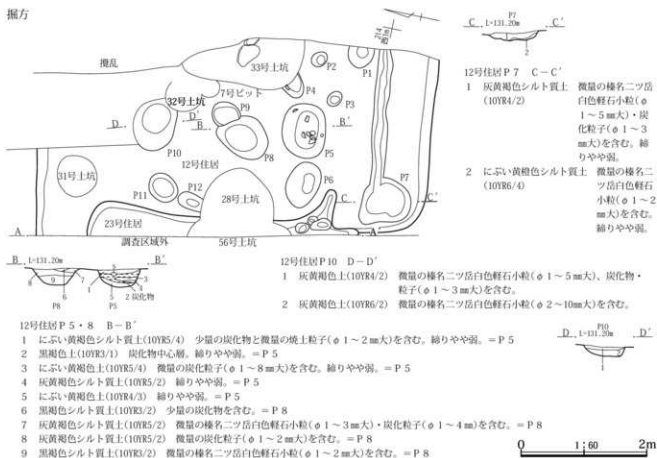 掘方
撹乱
33号土坑
P2
P1
P4
P3
7号ピット
32号土坑
P9
D
D′
B
B′
P10
P8
P5
12号住居
31号土坑
P11
P12
P6
P7
28号土坑
C
C′
23号住居
A
A′
調査区域外
56号土坑
P7
C L=131.20m C′
1
2
12号住居P7 C-C′
1 灰黄褐色シルト質土 微量の榛名二ツ岳
(10YR4/2) 白色軽石小粒(φ
1～5㎜大)・炭
化粒子(φ1～3
㎜大)を含む。締
りやや弱。
2 にぶい黄橙色シルト質土 微量の榛名二
(10YR6/4) ツ岳白色軽石
小粒(φ1～2
㎜大)を含む。
締りやや弱。
B L=131.20m B′
8 9 7 6
P8
5 1 3 4 2 炭化物
P5
12号住居P10 D-D′
1 灰黄褐色土(10YR4/2) 微量の榛名二ツ岳白色軽石小粒(φ1～5㎜大)、炭化物・
粒子(φ1～3㎜大)を含む。
2 灰黄褐色土(10YR6/2) 微量の榛名二ツ岳白色軽石小粒(φ2～10㎜大)を含む。
P10
D L=131.20m D′
1
12号住居P5・8 B-B′
1 にぶい黄褐色シルト質土(10YR5/4) 少量の炭化物と微量の焼土粒子(φ1～2㎜大)を含む。締りやや弱。＝P5
2 黒褐色土(10YR3/1) 炭化物中心層。締りやや弱。＝P5
3 にぶい黄褐色土(10YR5/4) 微量の炭化粒子(φ1～8㎜大)を含む。締りやや弱。＝P5
4 灰黄褐色シルト質土(10YR5/2) 締りやや弱。＝P5
5 にぶい黄褐色土(10YR4/3) 締りやや弱。＝P5
6 黒褐色シルト質土(10YR3/2) 少量の炭化物を含む。＝P8
7 灰黄褐色シルト質土(10YR5/2) 微量の榛名二ツ岳白色軽石小粒(φ1～3㎜大)・炭化粒子(φ1～4㎜)を含む。＝P8
8 灰黄褐色シルト質土(10YR5/2) 微量の炭化粒子(φ1～2㎜大)を含む。＝P8
9 黒褐色シルト質土(10YR3/2) 微量の榛名二ツ岳白色軽石小粒(φ1～2㎜大)を含む。＝P8
0 1:60 2m